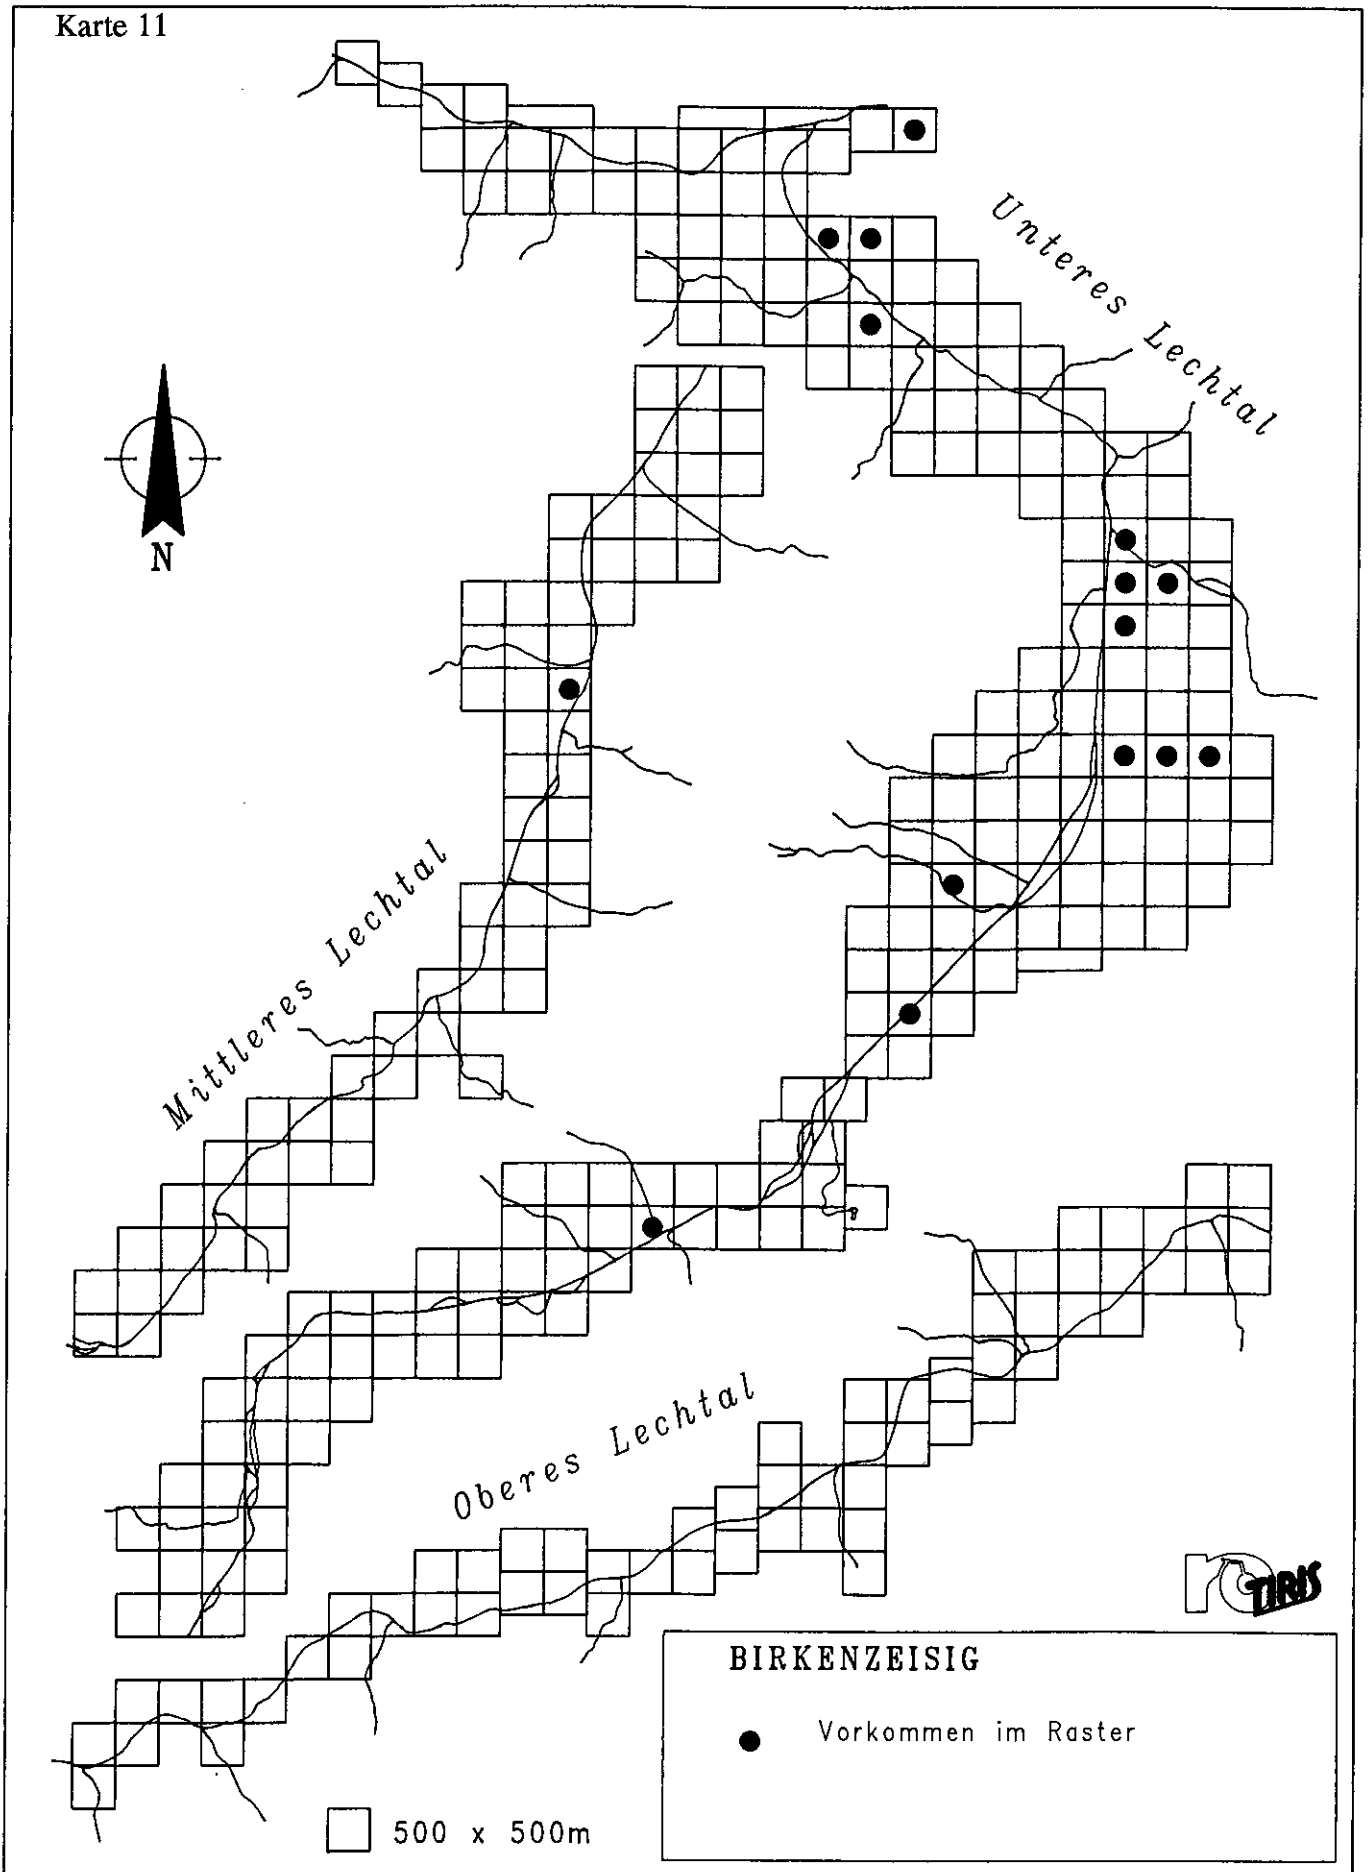 Karte 11
Unteres Lechtal
N
Mittleres Lechtal
Oberes Lechtal
TIRIS
BIRKENZEISIG
Vorkommen im Raster
500 x 500m